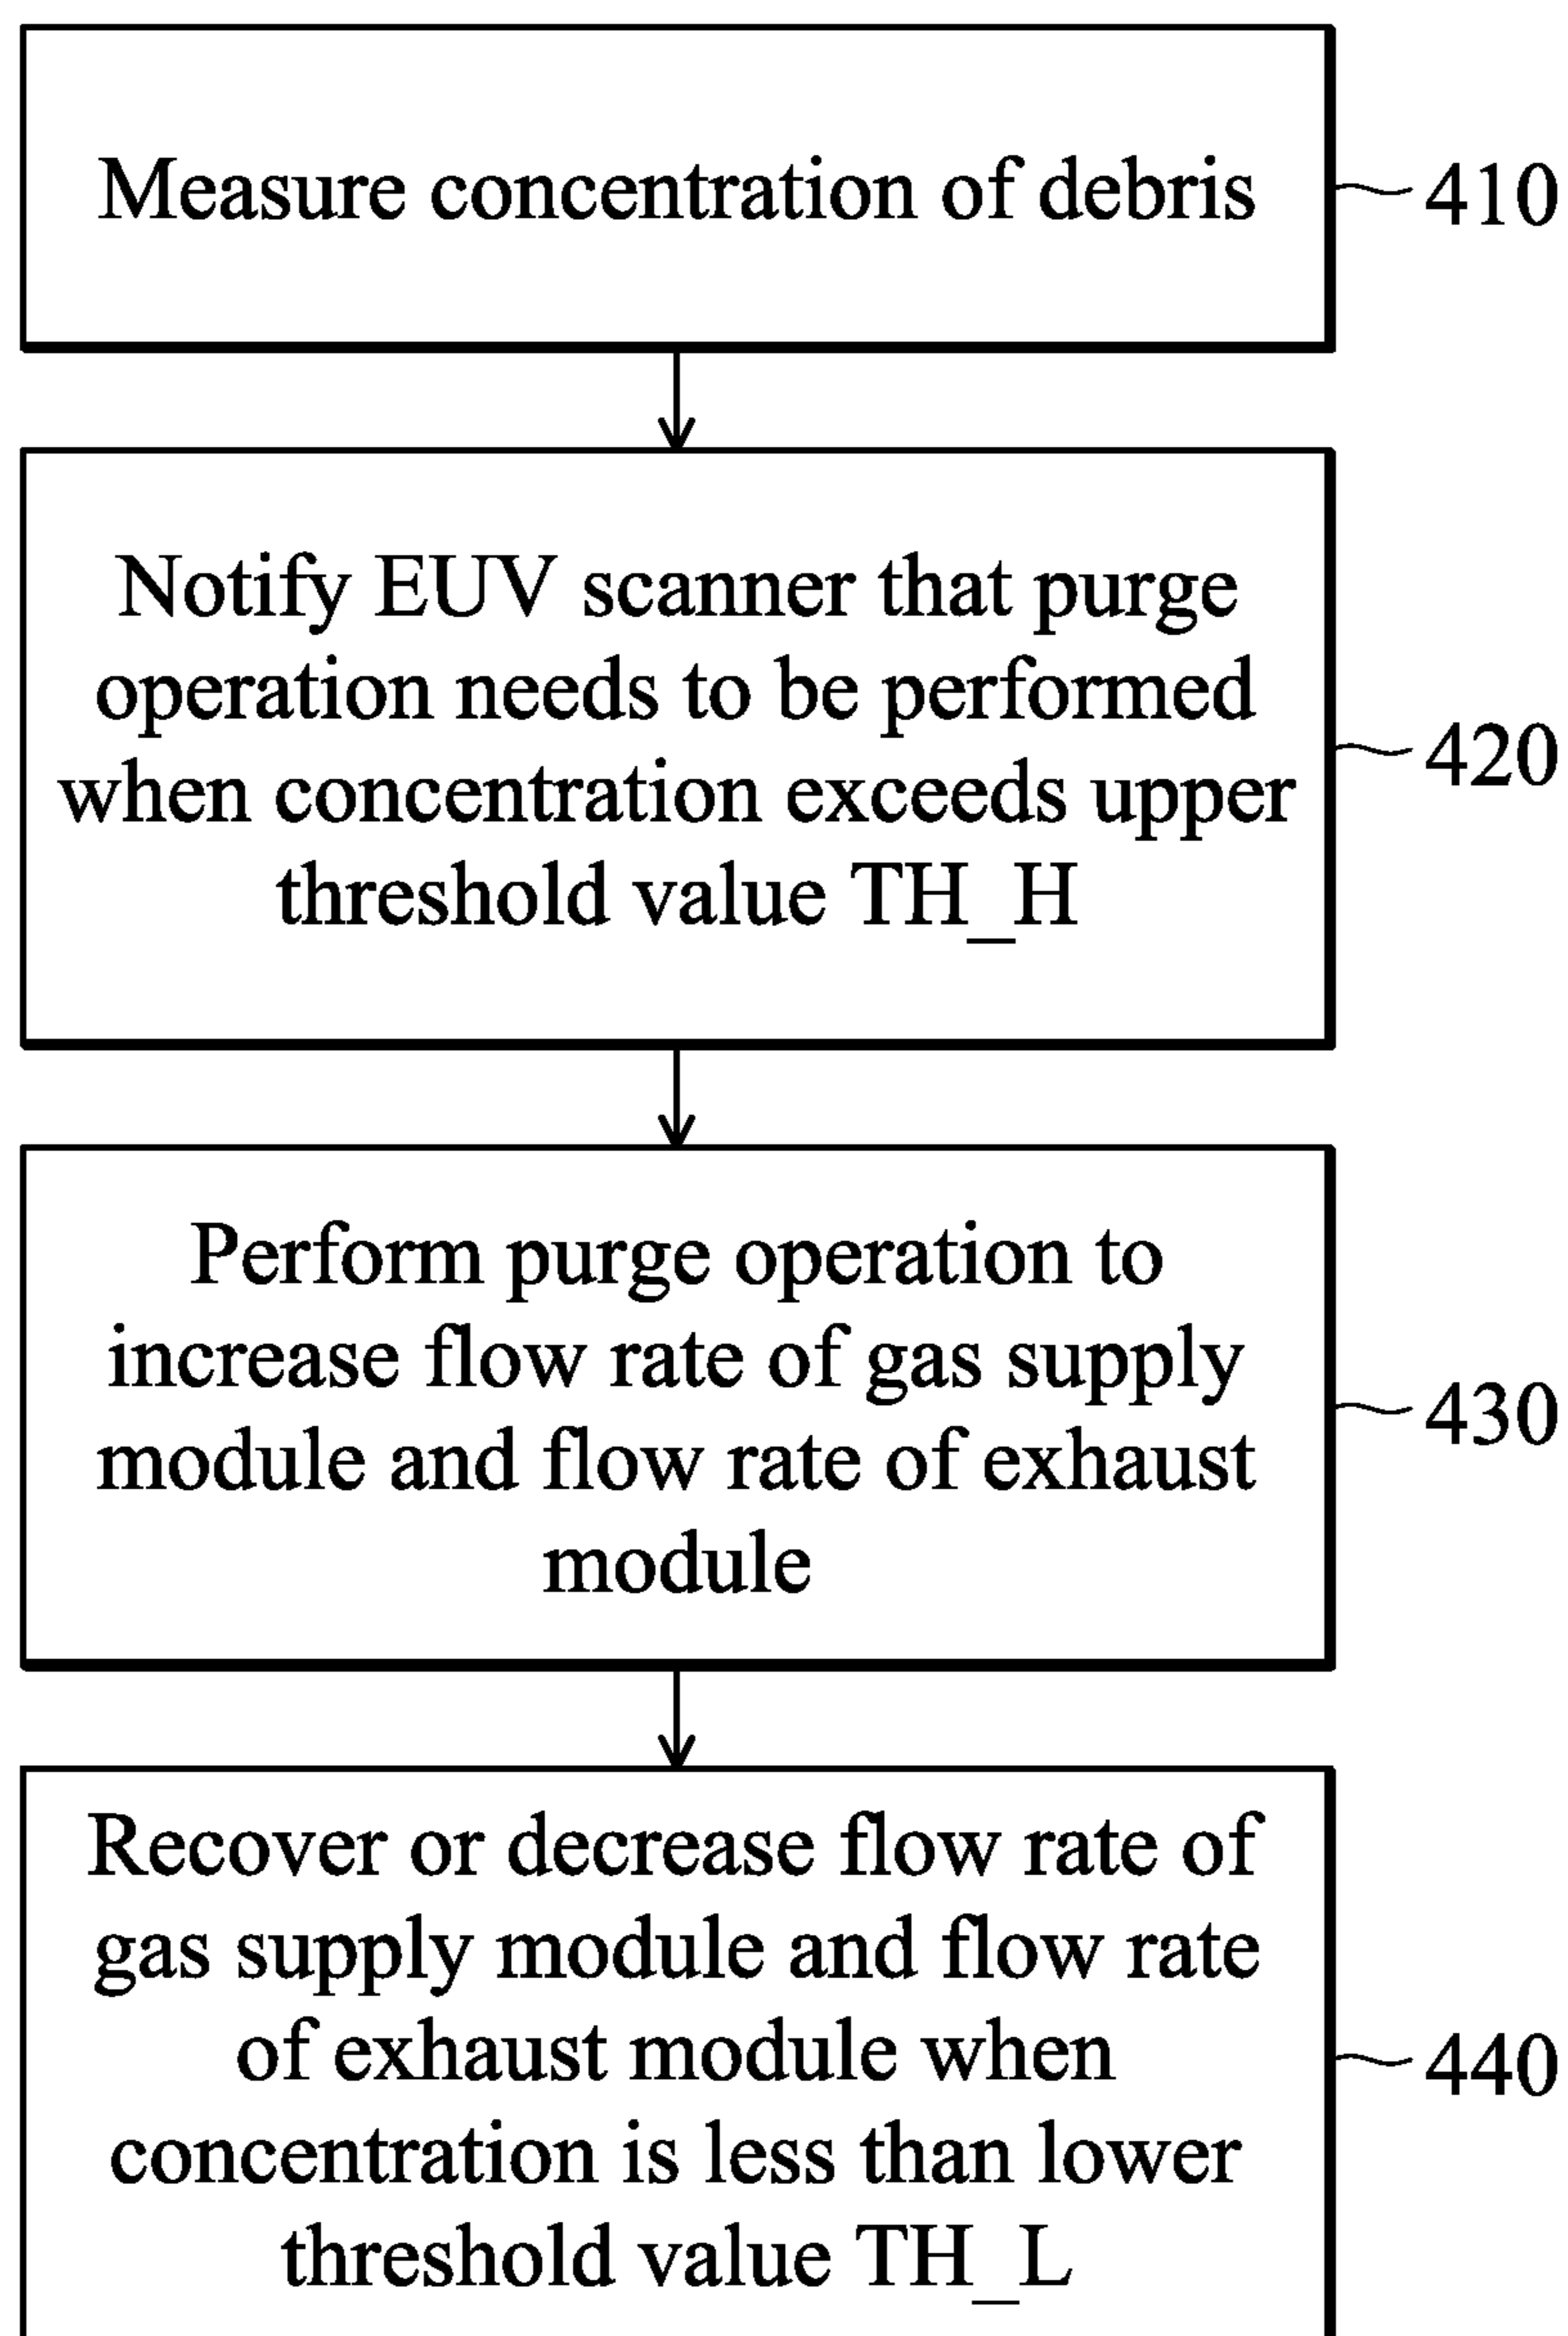 Measure concentration of debris
410
Notify EUV scanner that purge
operation needs to be performed
when concentration exceeds upper
threshold value TH_H
420
Perform purge operation to
increase flow rate of gas supply
module and flow rate of exhaust
module
430
Recover or decrease flow rate of
gas supply module and flow rate
of exhaust module when
concentration is less than lower
threshold value TH_L
440